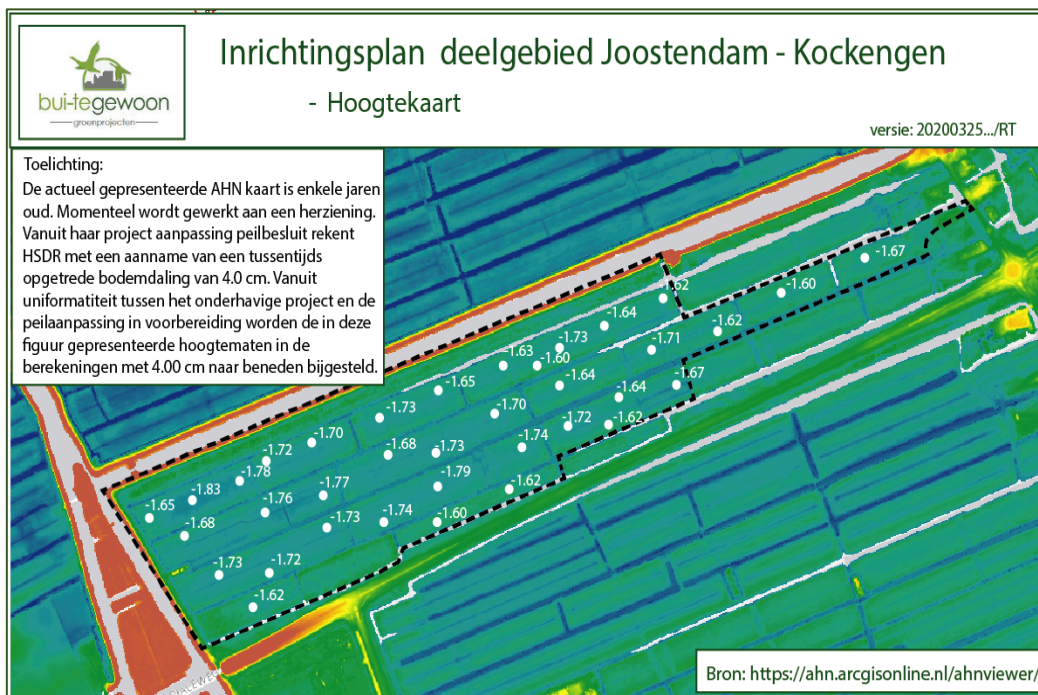 Inrichtingsplan deelgebied Joostendam - Kockengen
- Hoogtekaart
bui-tegewoon
groenprojecten
versie: 20200325.../RT
Toelichting:
De actueel gepresenteerde AHN kaart is enkele jaren
oud. Momenteel wordt gewerkt aan een herziening.
Vanuit haar project aanpassing peilbesluit rekent
HSDR met een aanname van een tussentijds
opgetrede bodemdaling van 4.0 cm. Vanuit
uniformatiteit tussen het onderhavige project en de
peilaanpassing in voorbereiding worden de in deze
figuur gepresenteerde hoogtematen in de
berekeningen met 4.00 cm naar beneden bijgesteld.
-1.67
-1.60
-1.62
-1.64
-1.62
-1.73
-1.71
-1.63
-1.60
-1.65
-1.64
-1.67
-1.64
-1.73
-1.70
-1.72
-1.62
-1.70
-1.72
-1.68
-1.73
-1.74
-1.78
-1.79
-1.62
-1.83
-1.77
-1.76
-1.65
-1.68
-1.73
-1.74
-1.60
-1.73
-1.72
-1.62
Bron: https://ahn.arcgisonline.nl/ahnviewer/